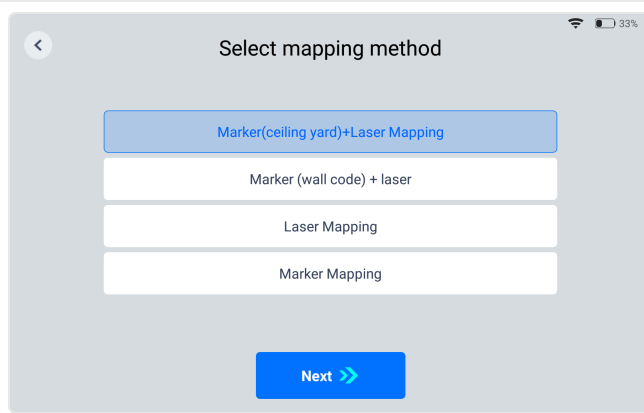 33%
Select mapping method
Marker(ceiling yard)+Laser Mapping
Marker (wall code) + laser
Laser Mapping
Marker Mapping
Next